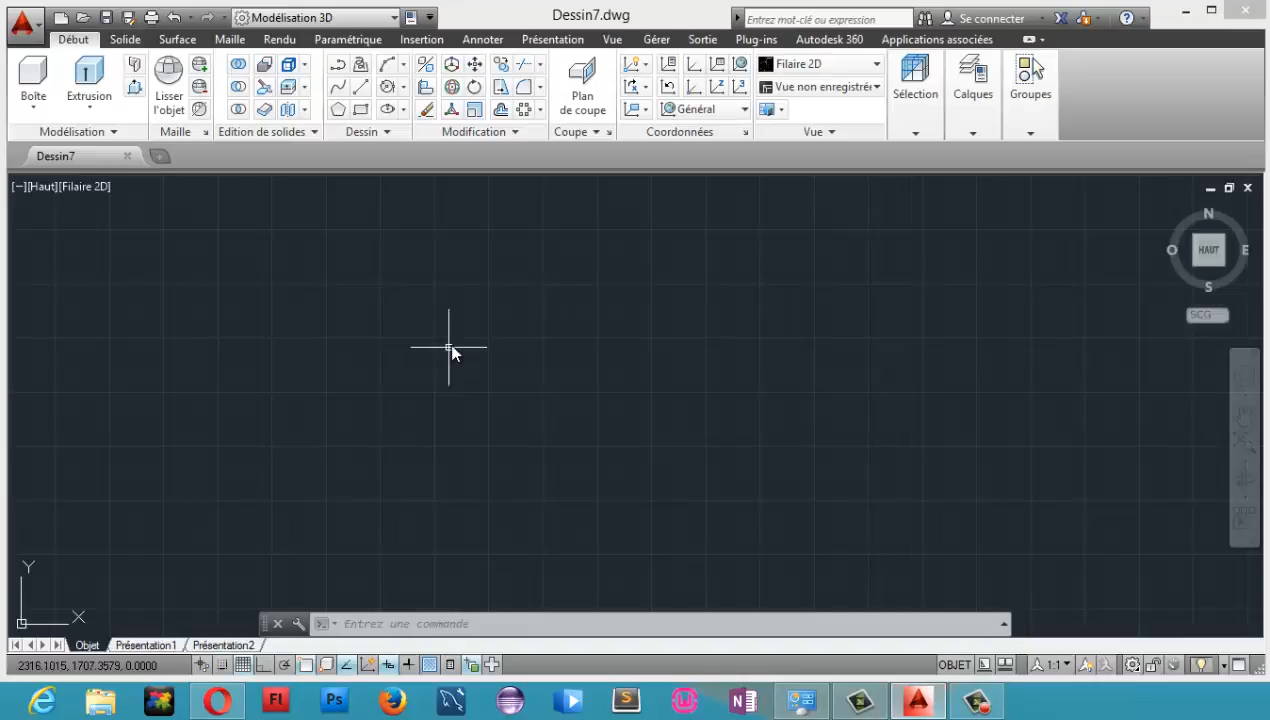 Modélisation 3D
Dessin7.dwg
Entrez mot-clé ou expression
Se connecter
Début Solide Surface Maille Rendu Paramétrique Insertion Annoter Présentation Vue Gérer Sortie Plug-ins Autodesk 360 Applications associées
Boîte
Extrusion
Lisser
l'objet
Plan
de coupe
Filaire 2D
Vue non enregistrée
Général
Sélection
Calques
Groupes
Modélisation Maille Edition de solides Dessin Modification Coupe Coordonnées Vue
Dessin7
[−][Haut][Filaire 2D]
N
O HAUT E
S
SCG
Y
X
Entrez une commande
Objet Présentation1 Présentation2
2316.1015, 1707.3579, 0.0000
OBJET
1:1
Fl
Ps
S
N